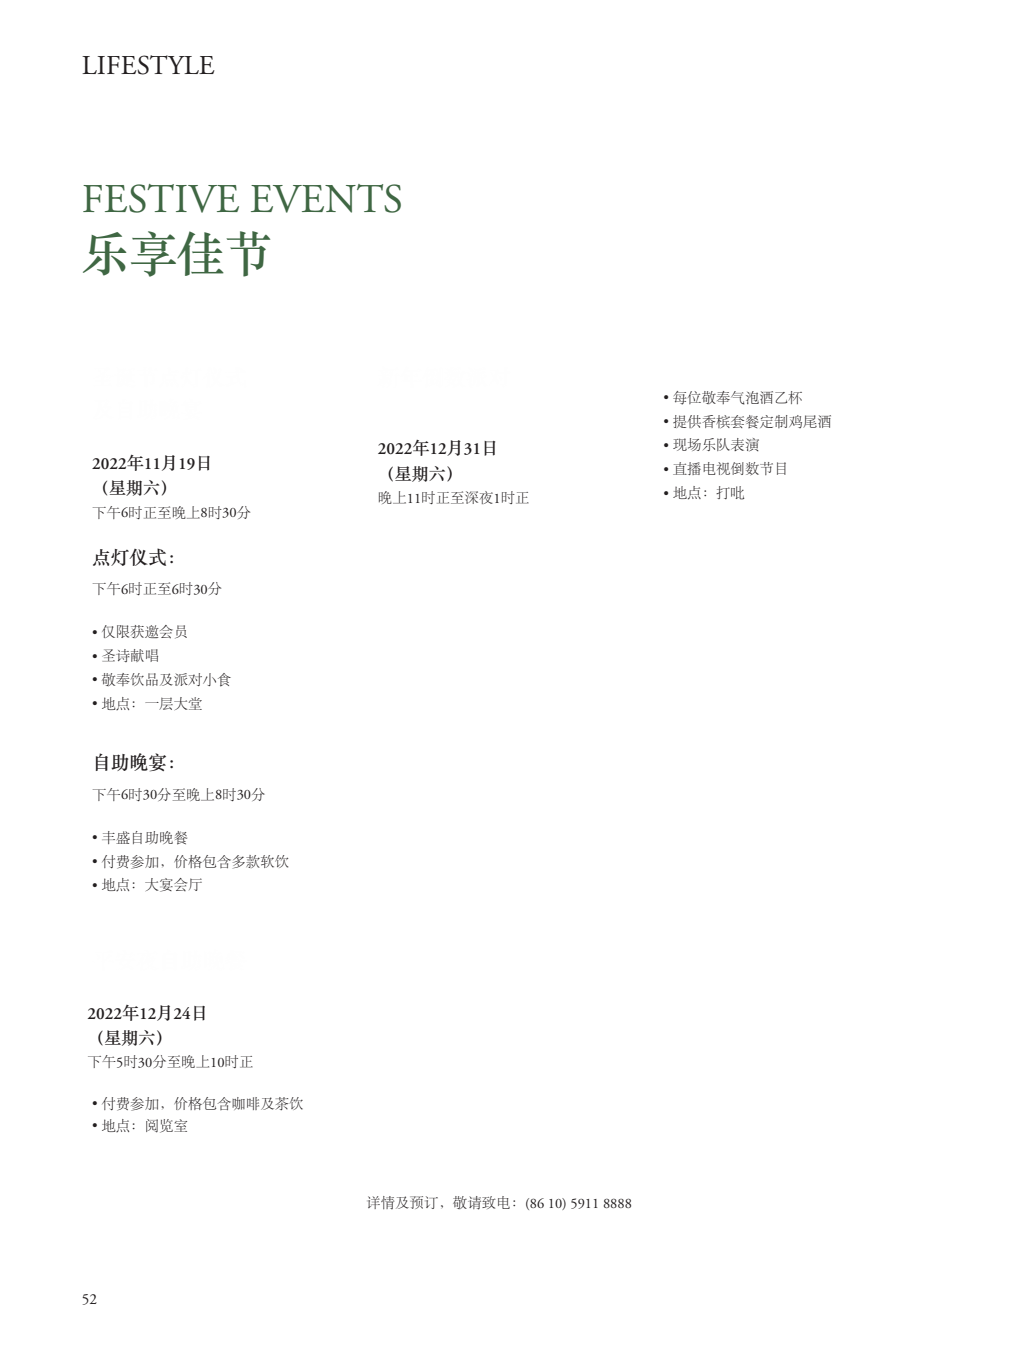 LIFESTYLE
FESTIVE EVENTS
乐享佳节
2022年11月19日
（星期六）
下午6时正至晚上8时30分
点灯仪式：
下午6时正至6时30分
• 仅限获邀会员
• 圣诗献唱
• 敬奉饮品及派对小食
• 地点：一层大堂
自助晚宴：
下午6时30分至晚上8时30分
• 丰盛自助晚餐
• 付费参加，价格包含多款软饮
• 地点：大宴会厅
2022年12月24日
（星期六）
下午5时30分至晚上10时正
• 付费参加，价格包含咖啡及茶饮
• 地点：阅览室
2022年12月31日
（星期六）
晚上11时正至深夜1时正
• 每位敬奉气泡酒乙杯
• 提供香槟套餐定制鸡尾酒
• 现场乐队表演
• 直播电视倒数节目
• 地点：打吡
详情及预订，敬请致电：(86 10) 5911 8888
52